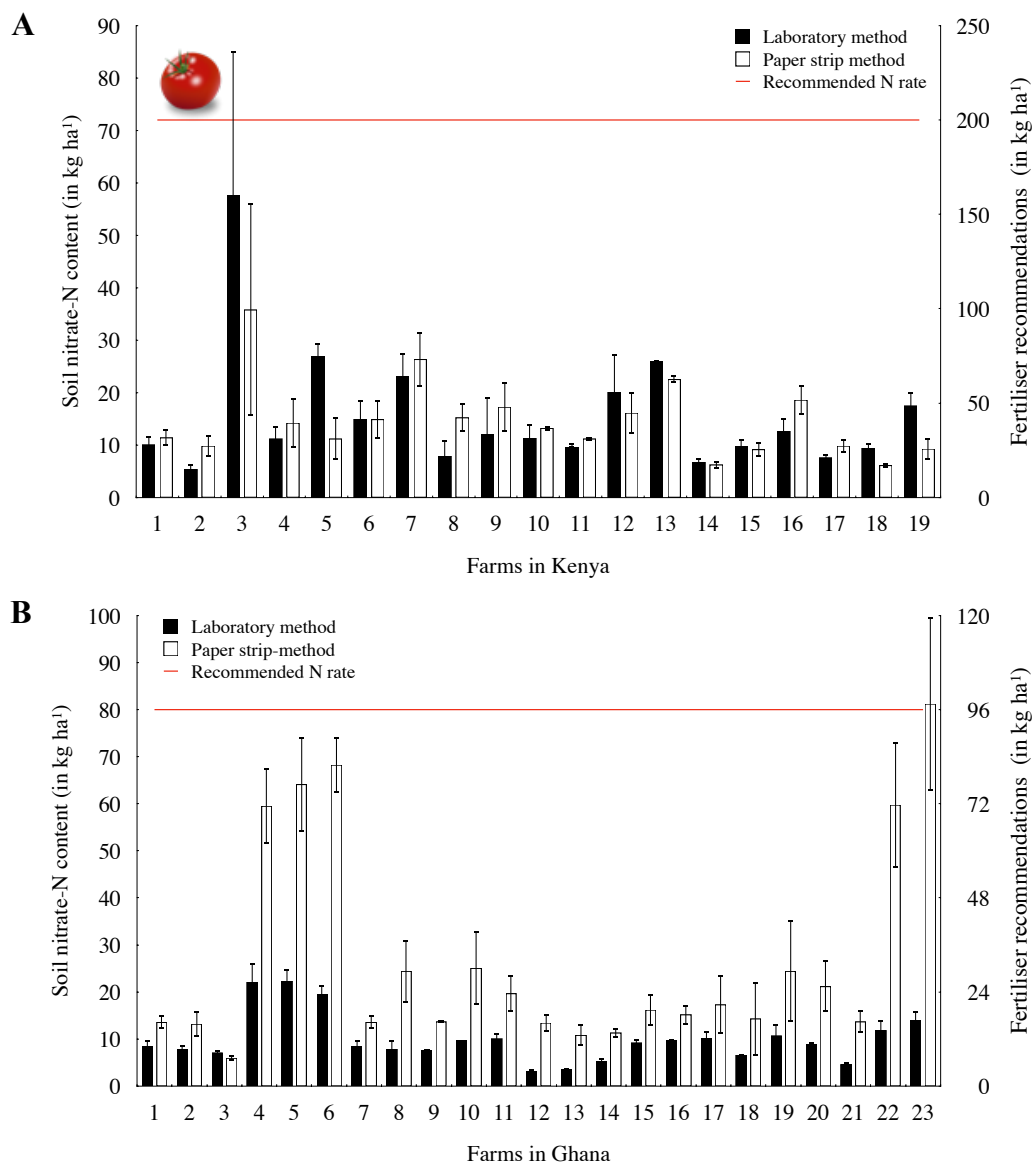 A
Laboratory method
Paper strip method
Recommended N rate
Soil nitrate-N content (in kg ha¹)
90
80
70
60
50
40
30
20
10
0
Fertiliser recommendations (in kg ha¹)
250
200
150
100
50
0
1 2 3 4 5 6 7 8 9 10 11 12 13 14 15 16 17 18 19
Farms in Kenya
B
Laboratory method
Paper strip-method
Recommended N rate
Soil nitrate-N content (in kg ha¹)
100
90
80
70
60
50
40
30
20
10
0
Fertiliser recommendations (in kg ha¹)
120
96
72
48
24
0
1 2 3 4 5 6 7 8 9 10 11 12 13 14 15 16 17 18 19 20 21 22 23
Farms in Ghana